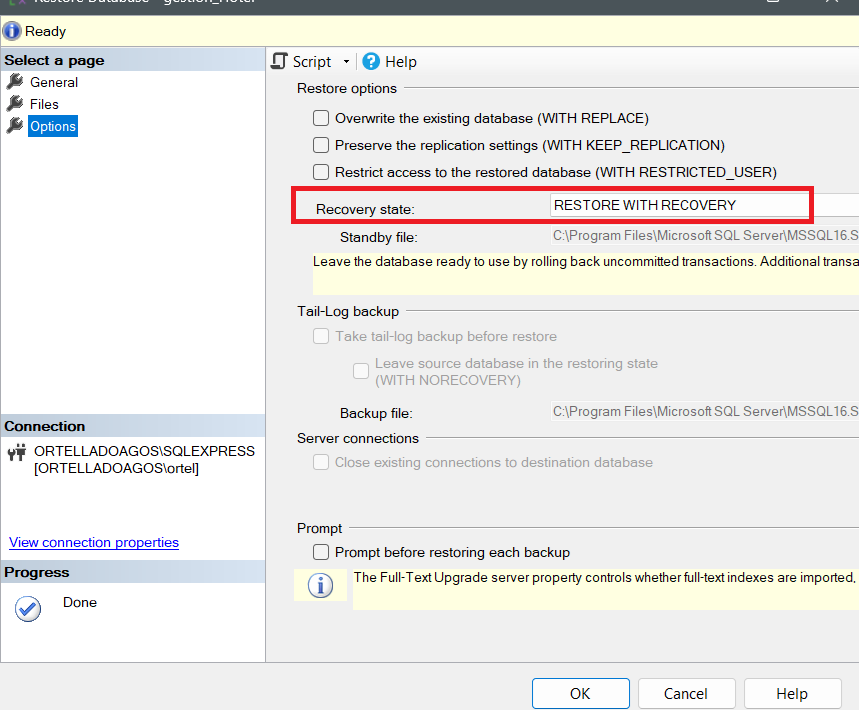 Restore Database - gestion_Hotel
Ready
Select a page
General
Files
Options
Script
Help
Restore options
Overwrite the existing database (WITH REPLACE)
Preserve the replication settings (WITH KEEP_REPLICATION)
Restrict access to the restored database (WITH RESTRICTED_USER)
Recovery state:
RESTORE WITH RECOVERY
Standby file:
C:\Program Files\Microsoft SQL Server\MSSQL16.S
Leave the database ready to use by rolling back uncommitted transactions. Additional transa
Tail-Log backup
Take tail-log backup before restore
Leave source database in the restoring state
(WITH NORECOVERY)
Backup file:
C:\Program Files\Microsoft SQL Server\MSSQL16.S
Server connections
Close existing connections to destination database
Prompt
Prompt before restoring each backup
The Full-Text Upgrade server property controls whether full-text indexes are imported,
Connection
ORTELLADOAGOS\SQLEXPRESS
[ORTELLADOAGOS\ortel]
View connection properties
Progress
Done
OK
Cancel
Help